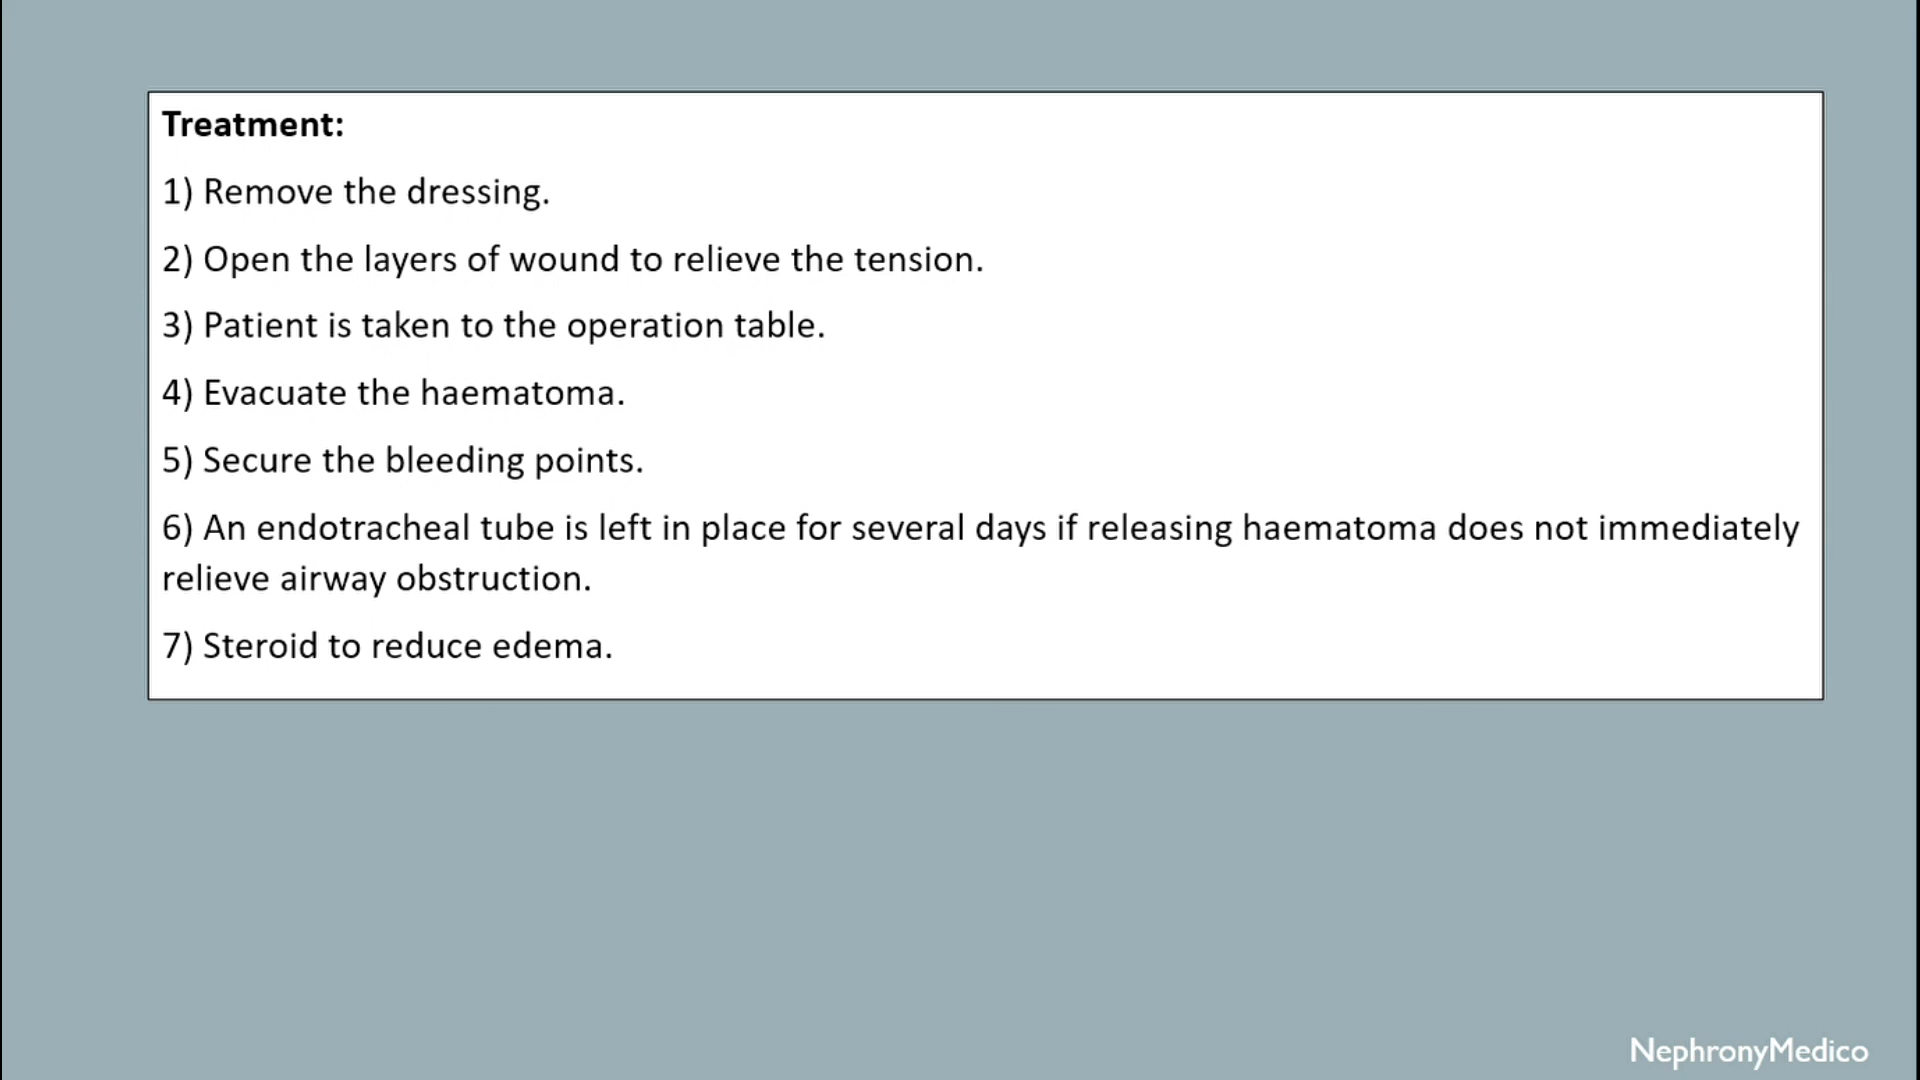 Treatment:
1) Remove the dressing.
2) Open the layers of wound to relieve the tension.
3) Patient is taken to the operation table.
4) Evacuate the haematoma.
5) Secure the bleeding points.
6) An endotracheal tube is left in place for several days if releasing haematoma does not immediately
relieve airway obstruction.
7) Steroid to reduce edema.
NephronyMedico